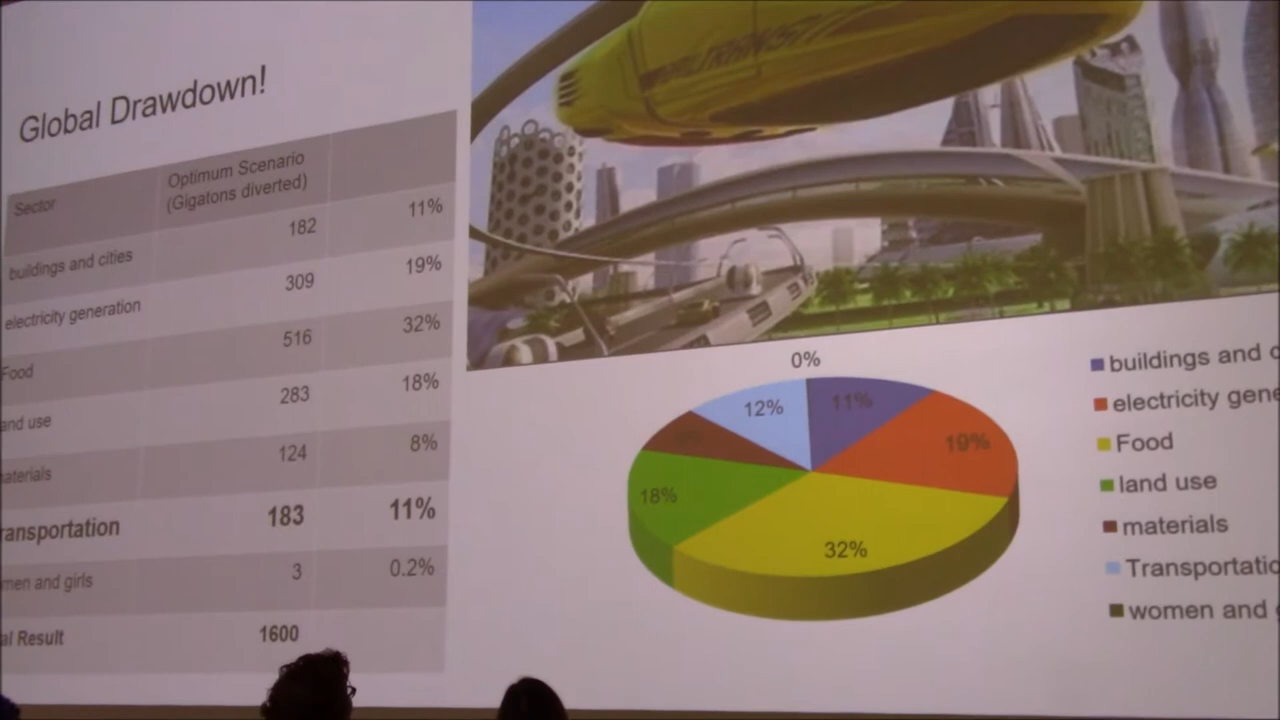 Global Drawdown!
Sector Optimum Scenario
(Gigatons diverted)
buildings and cities 182 11%
electricity generation 309 19%
Food 516 32%
and use 283 18%
aterials 124 8%
ransportation 183 11%
men and girls 3 0.2%
al Result 1600
0%
11%
19%
32%
18%
12%
buildings and c
electricity gene
Food
land use
materials
Transportatio
women and